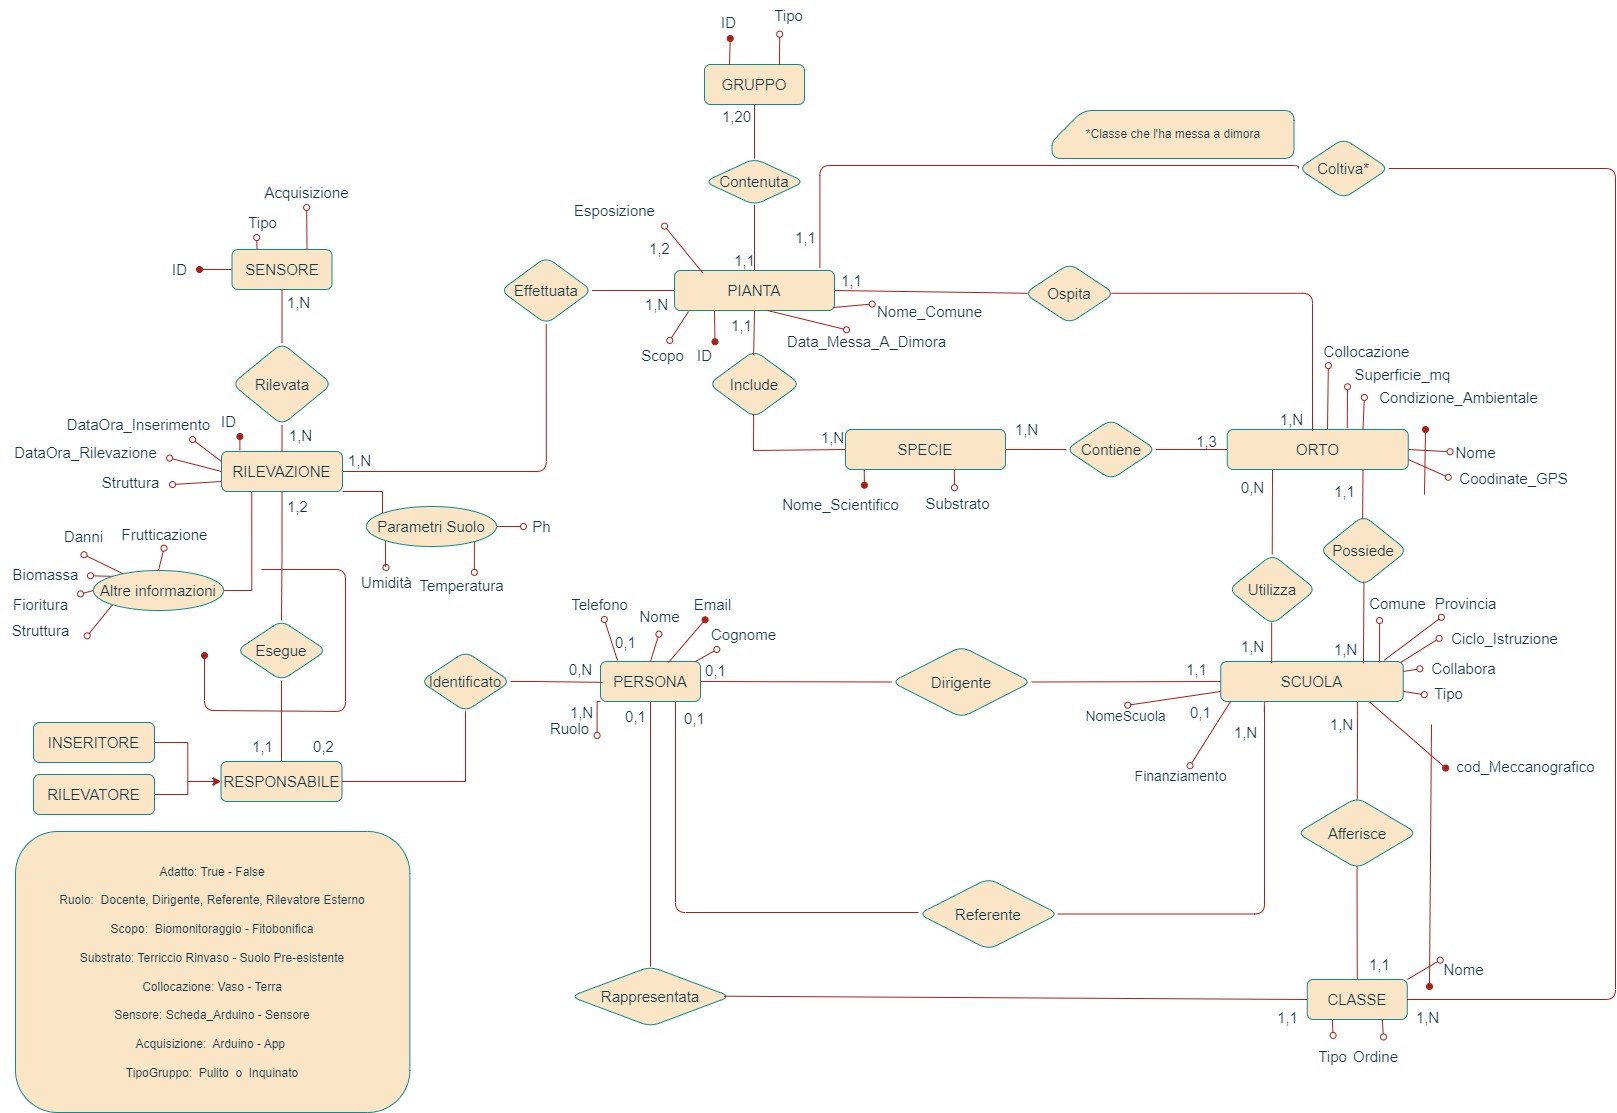 ID
Tipo
GRUPPO
1,20
*Classe che l'ha messa a dimora
Coltiva*
Contenuta
Acquisizione
Tipo
Esposizione
1,2
1,1
1,1
ID
SENSORE
1,N
Effettuata
1,N
PIANTA
1,1
Ospita
Nome_Comune
1,1
Data_Messa_A_Dimora
Scopo
ID
Collocazione
Superficie_mq
Condizione_Ambientale
Rilevata
Include
ID
DataOra_Inserimento
DataOra_Rilevazione
Struttura
1,N
RILEVAZIONE
1,N
1,N
SPECIE
1,N
Contiene
1,3
1,N
ORTO
Nome
Coodinate_GPS
Nome_Scientifico
Substrato
0,N
1,1
1,2
Parametri Suolo
Ph
Umidità
Temperatura
Danni
Frutticazione
Biomassa
Altre informazioni
Fioritura
Struttura
Possiede
Utilizza
Telefono
0,1
Nome
Email
Cognome
Comune
Provincia
Ciclo_Istruzione
Collabora
Tipo
Esegue
Identificato
0,N
PERSONA
0,1
Dirigente
1,1
1,N
1,N
SCUOLA
1,N
Ruolo
0,1
0,1
NomeScuola
0,1
1,N
1,N
Finanziamento
cod_Meccanografico
INSERITORE
RILEVATORE
1,1
0,2
RESPONSABILE
Afferisce
Referente
Adatto: True - False
Ruolo: Docente, Dirigente, Referente, Rilevatore Esterno
Scopo: Biomonitoraggio - Fitobonifica
Substrato: Terriccio Rinvaso - Suolo Pre-esistente
Collocazione: Vaso - Terra
Sensore: Scheda_Arduino - Sensore
Acquisizione: Arduino - App
TipoGruppo: Pulito o Inquinato
Rappresentata
1,1
Nome
CLASSE
1,1
1,N
Tipo
Ordine